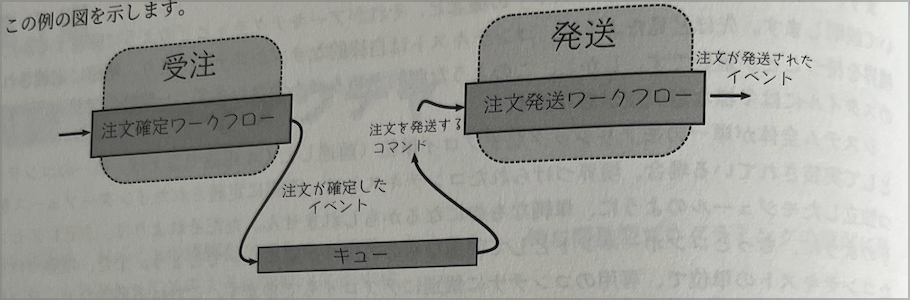 この例の図を示します。
受注
注文確定ワークフロー
注文が確定した
イベント
キュー
注文を発送する
コマンド
発送
注文発送ワークフロー
注文が発送された
イベント